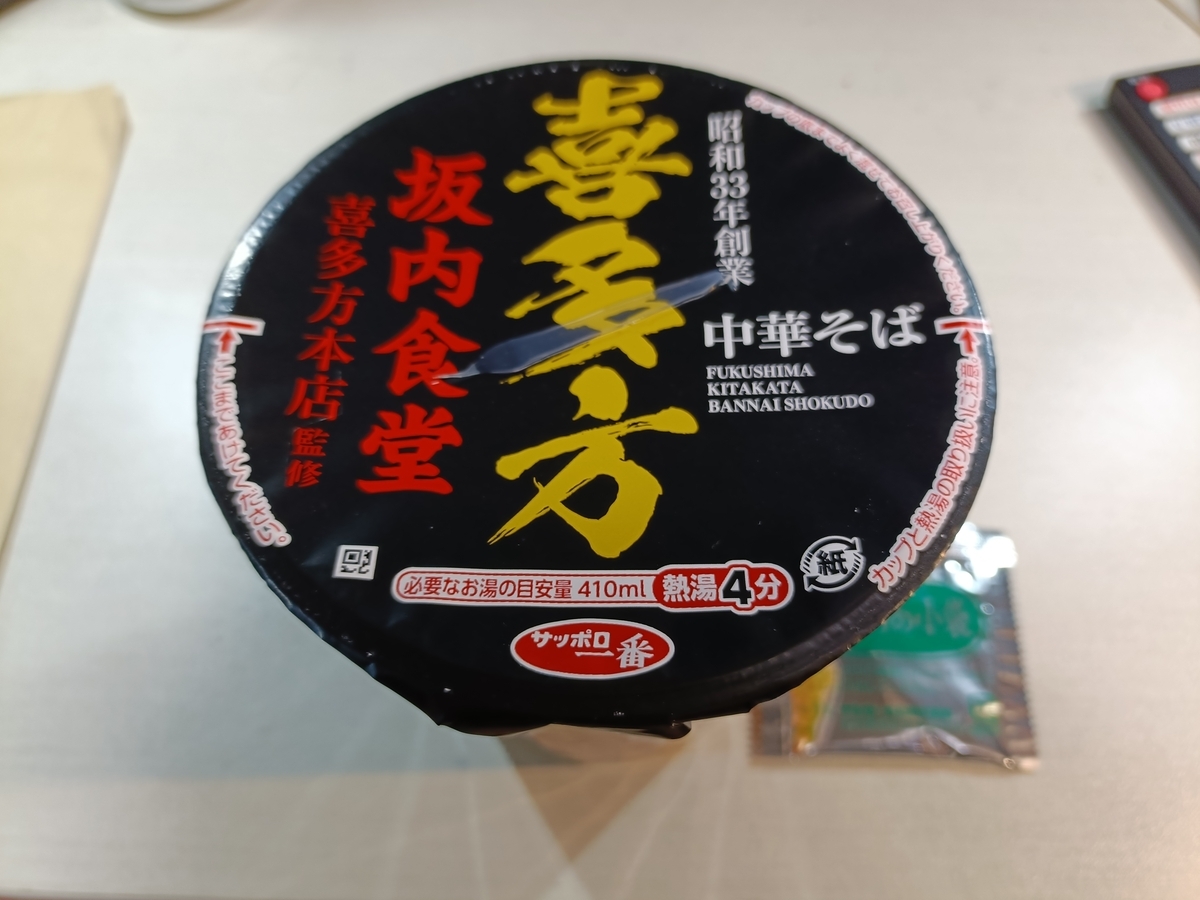 昭和33年創業
喜多方
坂内食堂
喜多方本店監修
中華そば
FUKUSHIMA
KITAKATA
BANNAI SHOKUDO
ここまであけてください。
カップと熱湯の取り扱いに注意。
必要なお湯の目安量 410ml 熱湯4分
紙
サッポロ一番